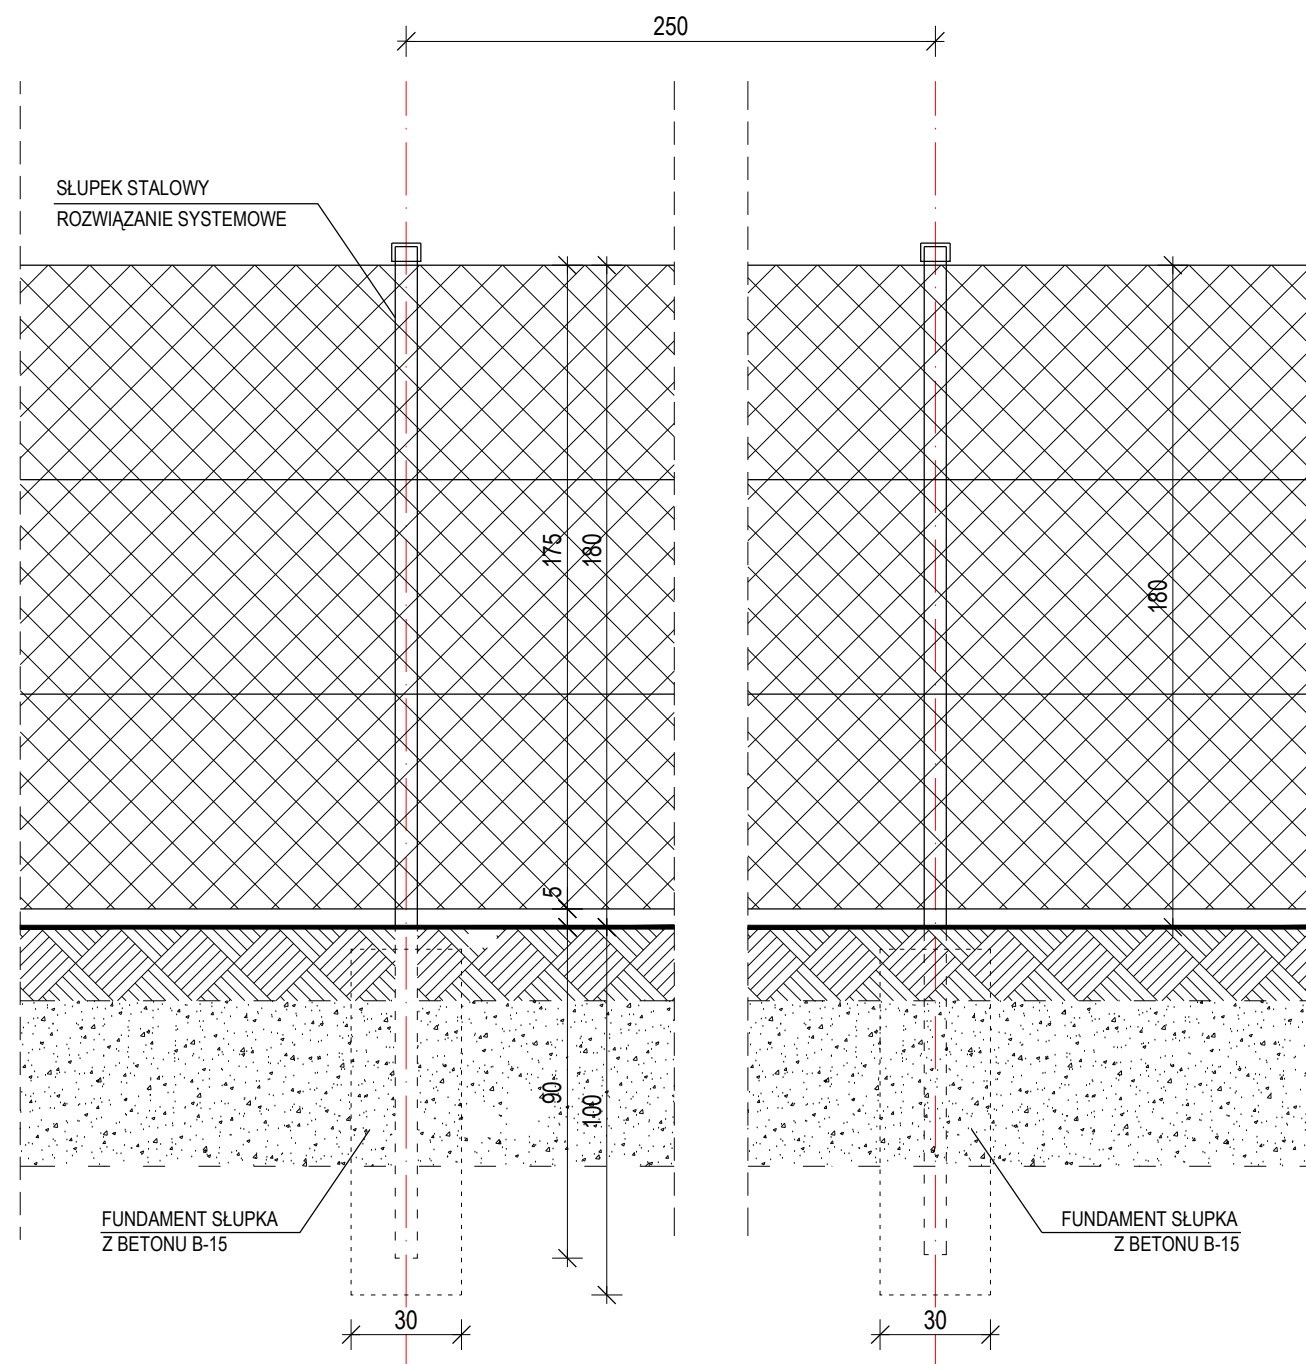 250
SŁUPEK STALOWY
ROZWIĄZANIE SYSTEMOWE
175
180
180
5
90
100
FUNDAMENT SŁUPKA
Z BETONU B-15
FUNDAMENT SŁUPKA
Z BETONU B-15
30
30